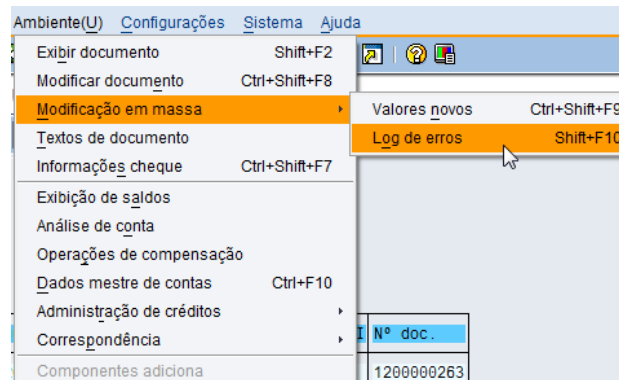 Ambiente(U) Configurações Sistema Ajuda
Exibir documento Shift+F2
Modificar documento Ctrl+Shift+F8
Modificação em massa
Valores novos Ctrl+Shift+F9
Textos de documento
Log de erros Shift+F10
Informações cheque Ctrl+Shift+F7
Exibição de saldos
Análise de conta
Operações de compensação
Dados mestre de contas Ctrl+F10
Administração de créditos
Correspondência
Nº doc.
Componentes adiciona
1200000263